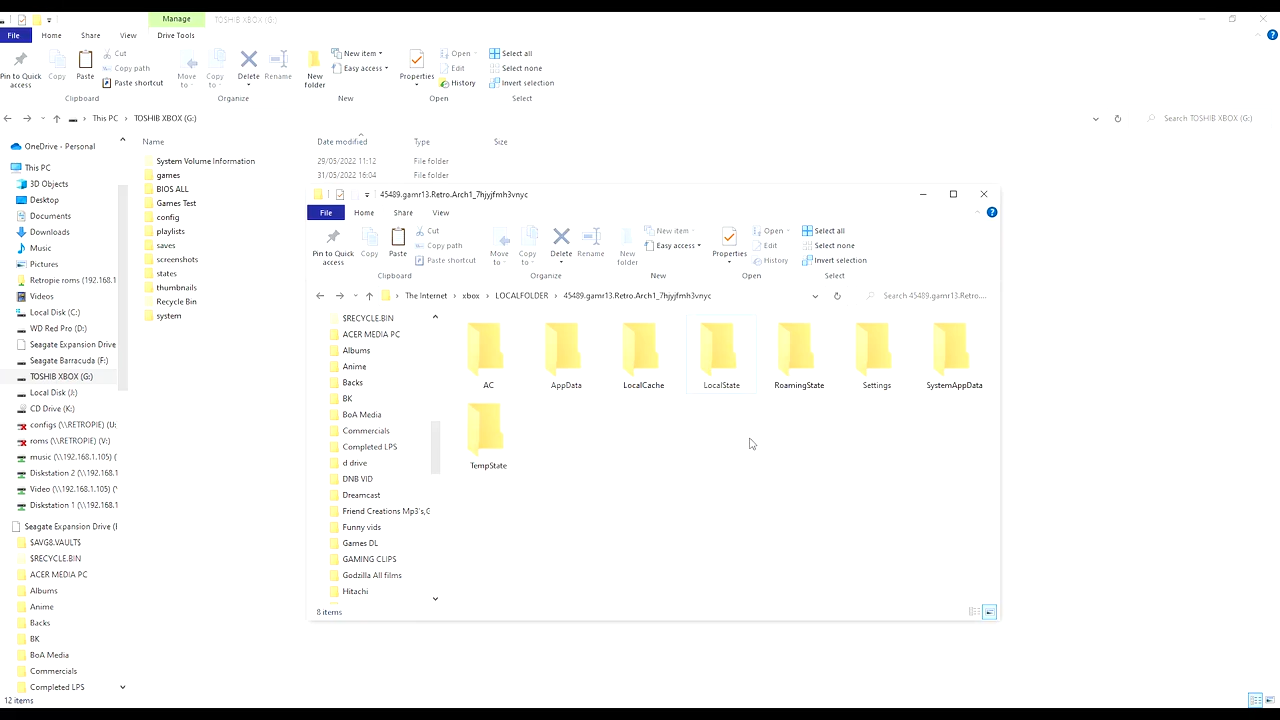 Manage
TOSHIB XBOX (G:)
File
Home
Share
View
Drive Tools
Pin to Quick access
Copy
Paste
Cut
Copy path
Paste shortcut
Clipboard
Move to
Copy to
Delete
Rename
Organize
New folder
New item
Easy access
New
Properties
Open
Edit
History
Open
Select all
Select none
Invert selection
Select
This PC
TOSHIB XBOX (G:)
Search TOSHIB XBOX (G:)
OneDrive - Personal
This PC
3D Objects
Desktop
Documents
Downloads
Music
Pictures
Retropie roms (192.168.1
Videos
Local Disk (C:)
WD Red Pro (D:)
Seagate Expansion Drive
Seagate Barracuda (F:)
TOSHIB XBOX (G:)
Local Disk (J:)
CD Drive (K:)
configs (\\RETROPIE) (U:
roms (\\RETROPIE) (V:)
music (\\192.168.1.105) (
Diskstation 2 (\\192.168.1
Video (\\192.168.1.105) (
Diskstation 1 (\\192.168.1
Seagate Expansion Drive (
$AVG8.VAULT$
$RECYCLE.BIN
ACER MEDIA PC
Albums
Anime
Backs
BK
BoA Media
Commercials
Completed LPS
12 items
Name
Date modified
Type
Size
System Volume Information
29/05/2022 11:12
File folder
games
31/05/2022 16:04
File folder
BIOS ALL
Games Test
config
playlists
saves
screenshots
states
thumbnails
Recycle Bin
system
45489.gamr13.Retro.Arch1_7hjyjfmh3vnyc
File
Home
Share
View
Pin to Quick access
Copy
Paste
Cut
Copy path
Paste shortcut
Clipboard
Move to
Copy to
Delete
Rename
Organize
New folder
New item
Easy access
New
Properties
Open
Edit
History
Open
Select all
Select none
Invert selection
Select
The Internet
xbox
LOCALFOLDER
45489.gamr13.Retro.Arch1_7hjyjfmh3vnyc
Search 45489.gamr13.Retro....
$RECYCLE.BIN
ACER MEDIA PC
Albums
Anime
Backs
BK
BoA Media
Commercials
Completed LPS
d drive
DNB VID
Dreamcast
Friend Creations Mp3's,G
Funny vids
Games DL
GAMING CLIPS
Godzilla All films
Hitachi
AC
AppData
LocalCache
LocalState
RoamingState
Settings
SystemAppData
TempState
8 items